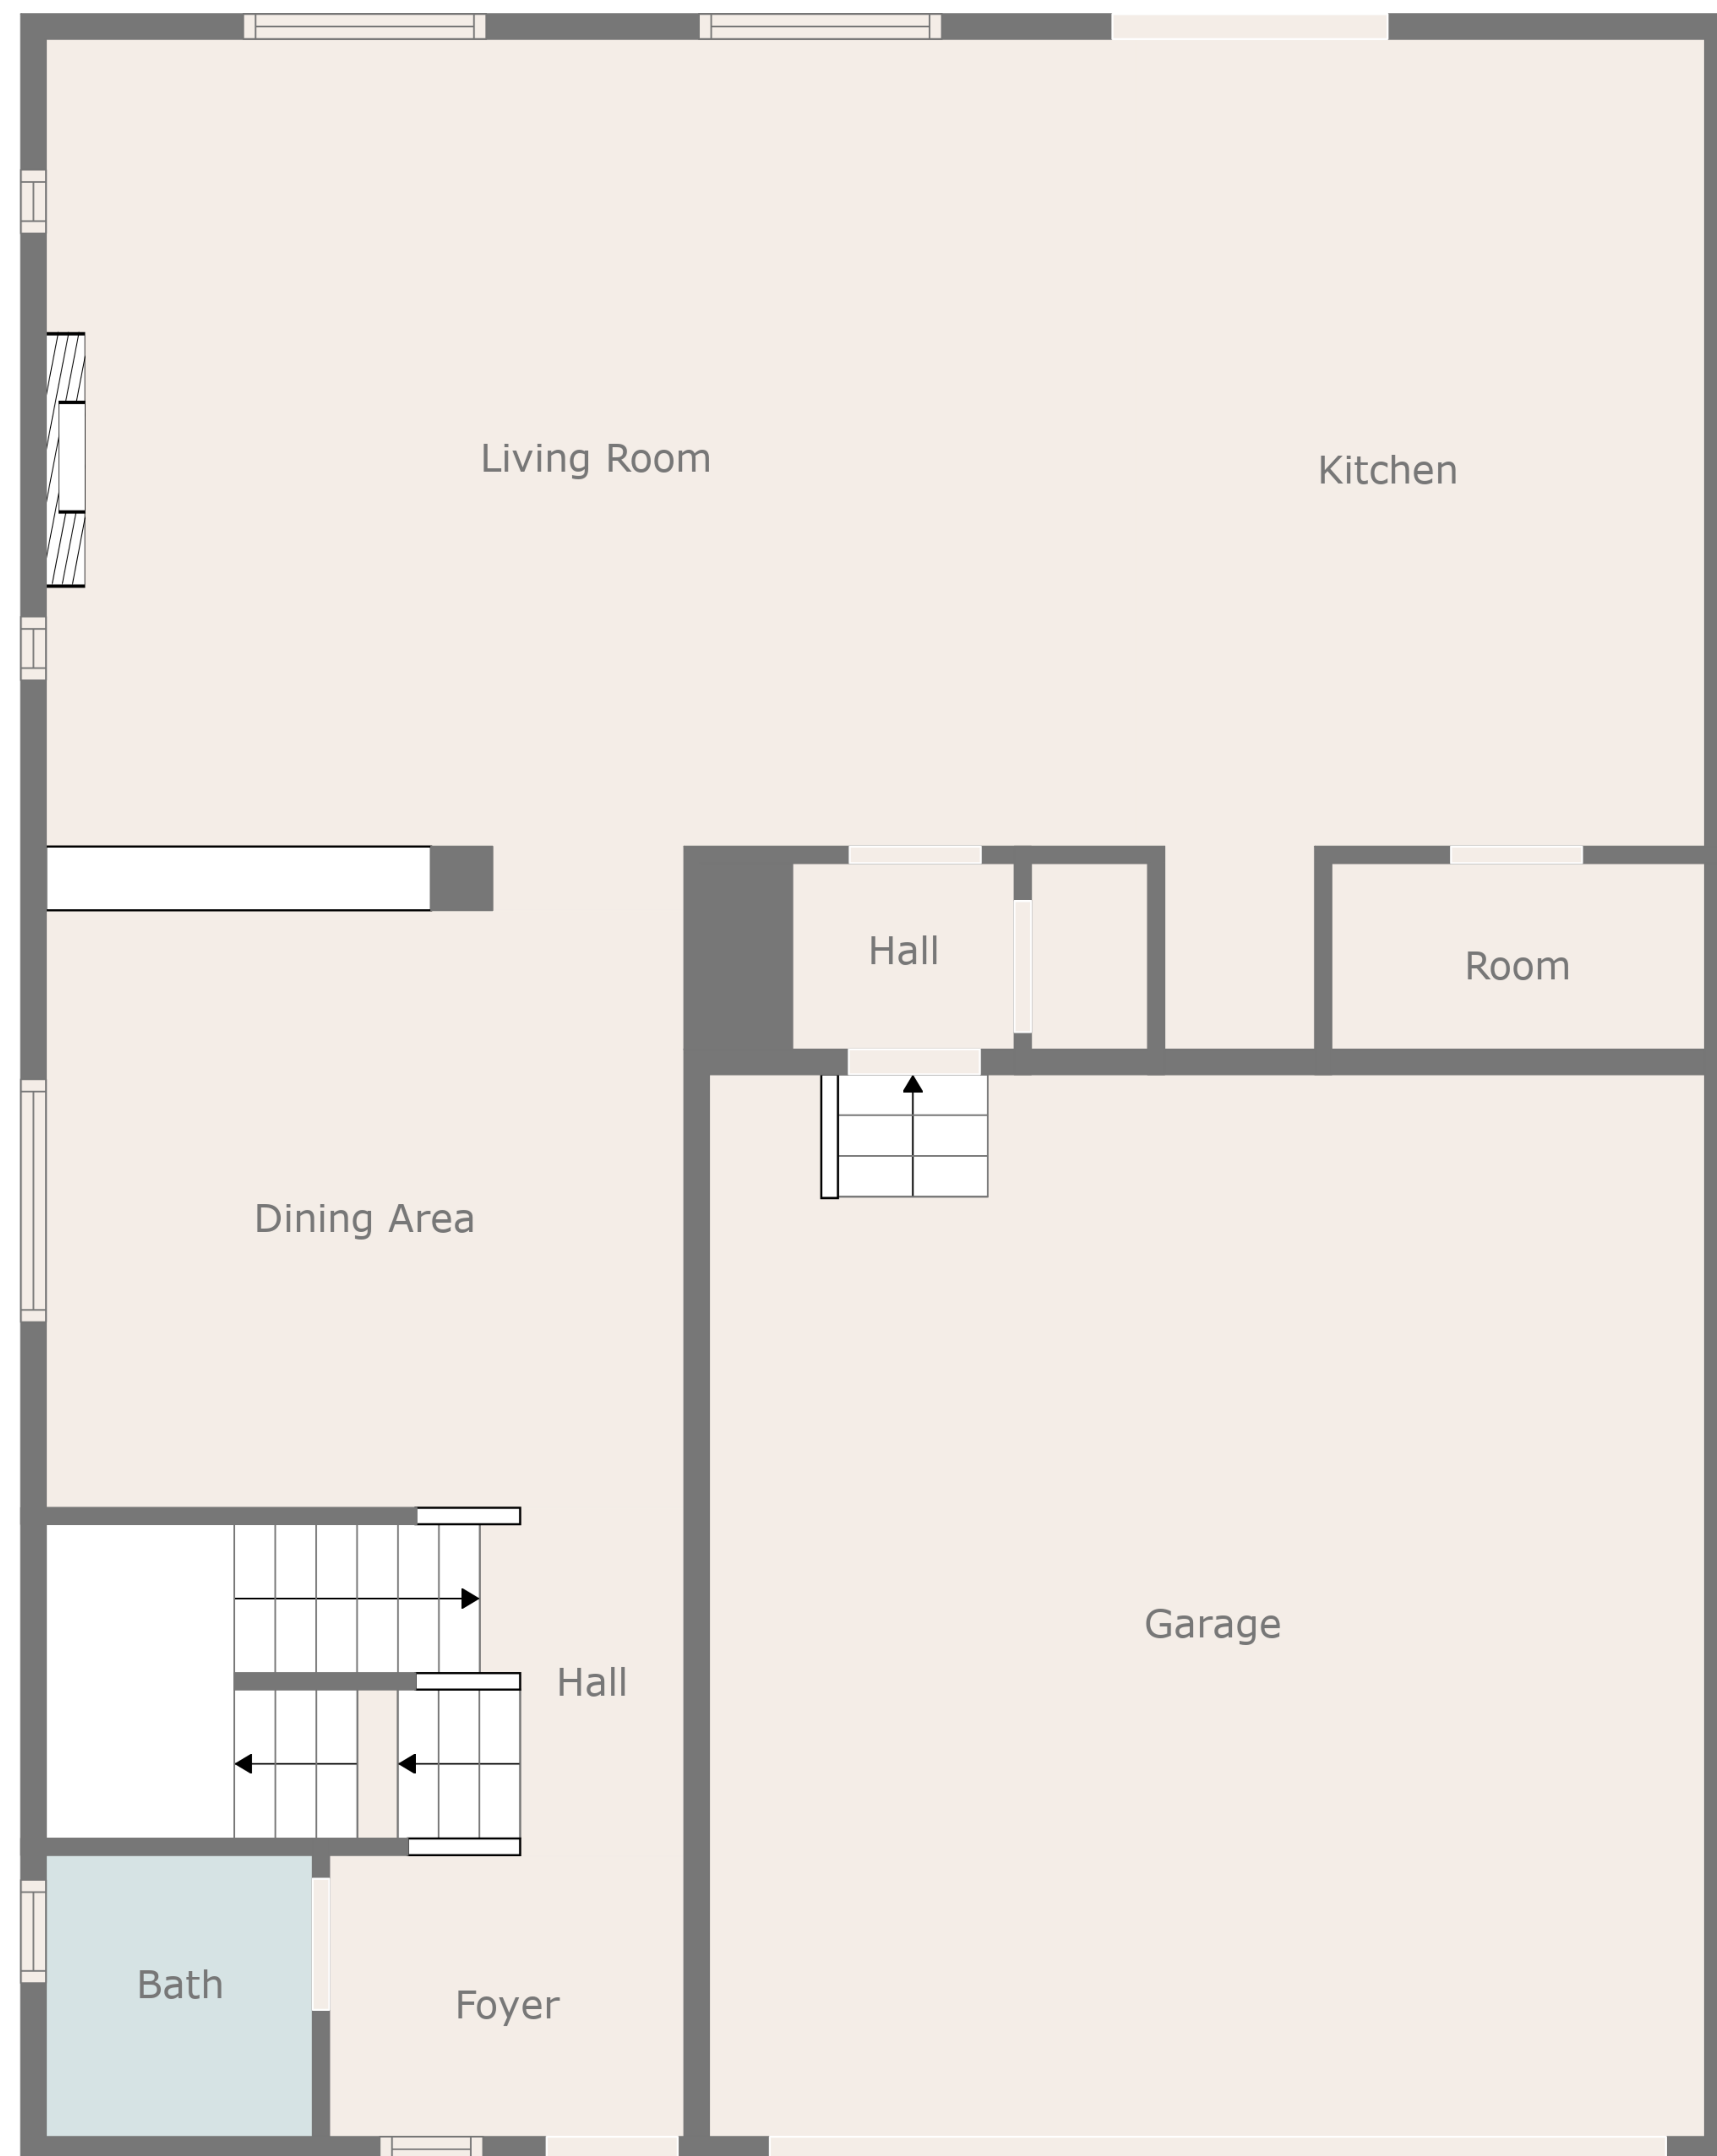 Living Room
Kitchen
Hall
Room
Dining Area
Garage
Hall
Bath
Foyer